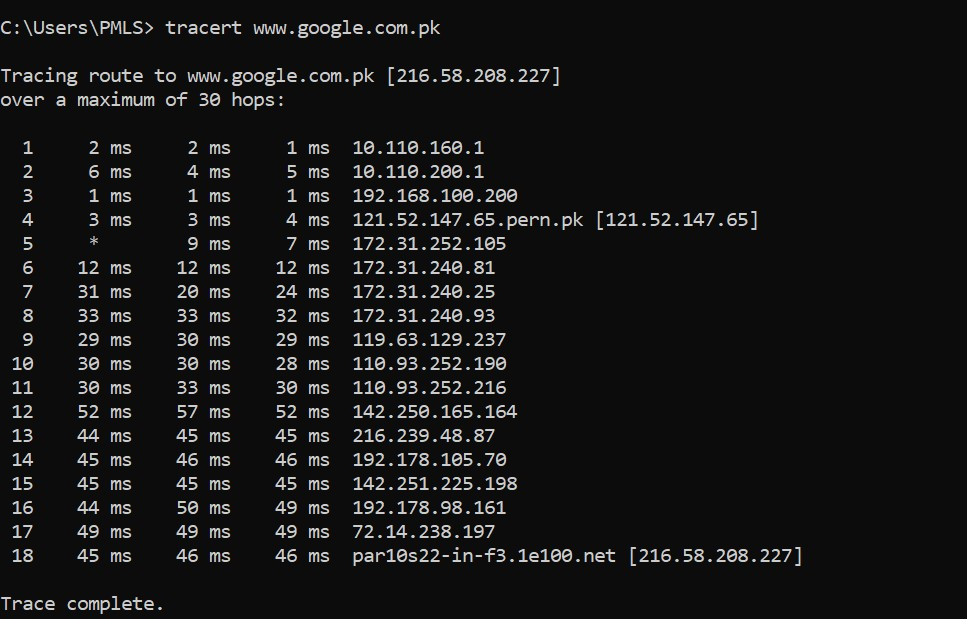 C:\Users\PMLS> tracert www.google.com.pk
Tracing route to www.google.com.pk [216.58.208.227]
over a maximum of 30 hops:
1 2 ms 2 ms 1 ms 10.110.160.1
2 6 ms 4 ms 5 ms 10.110.200.1
3 1 ms 1 ms 1 ms 192.168.100.200
4 3 ms 3 ms 4 ms 121.52.147.65.pern.pk [121.52.147.65]
5 * 9 ms 7 ms 172.31.252.105
6 12 ms 12 ms 12 ms 172.31.240.81
7 31 ms 20 ms 24 ms 172.31.240.25
8 33 ms 33 ms 32 ms 172.31.240.93
9 29 ms 30 ms 29 ms 119.63.129.237
10 30 ms 30 ms 28 ms 110.93.252.190
11 30 ms 33 ms 30 ms 110.93.252.216
12 52 ms 57 ms 52 ms 142.250.165.164
13 44 ms 45 ms 45 ms 216.239.48.87
14 45 ms 46 ms 46 ms 192.178.105.70
15 45 ms 45 ms 45 ms 142.251.225.198
16 44 ms 50 ms 49 ms 192.178.98.161
17 49 ms 49 ms 49 ms 72.14.238.197
18 45 ms 46 ms 46 ms par10s22-in-f3.1e100.net [216.58.208.227]
Trace complete.